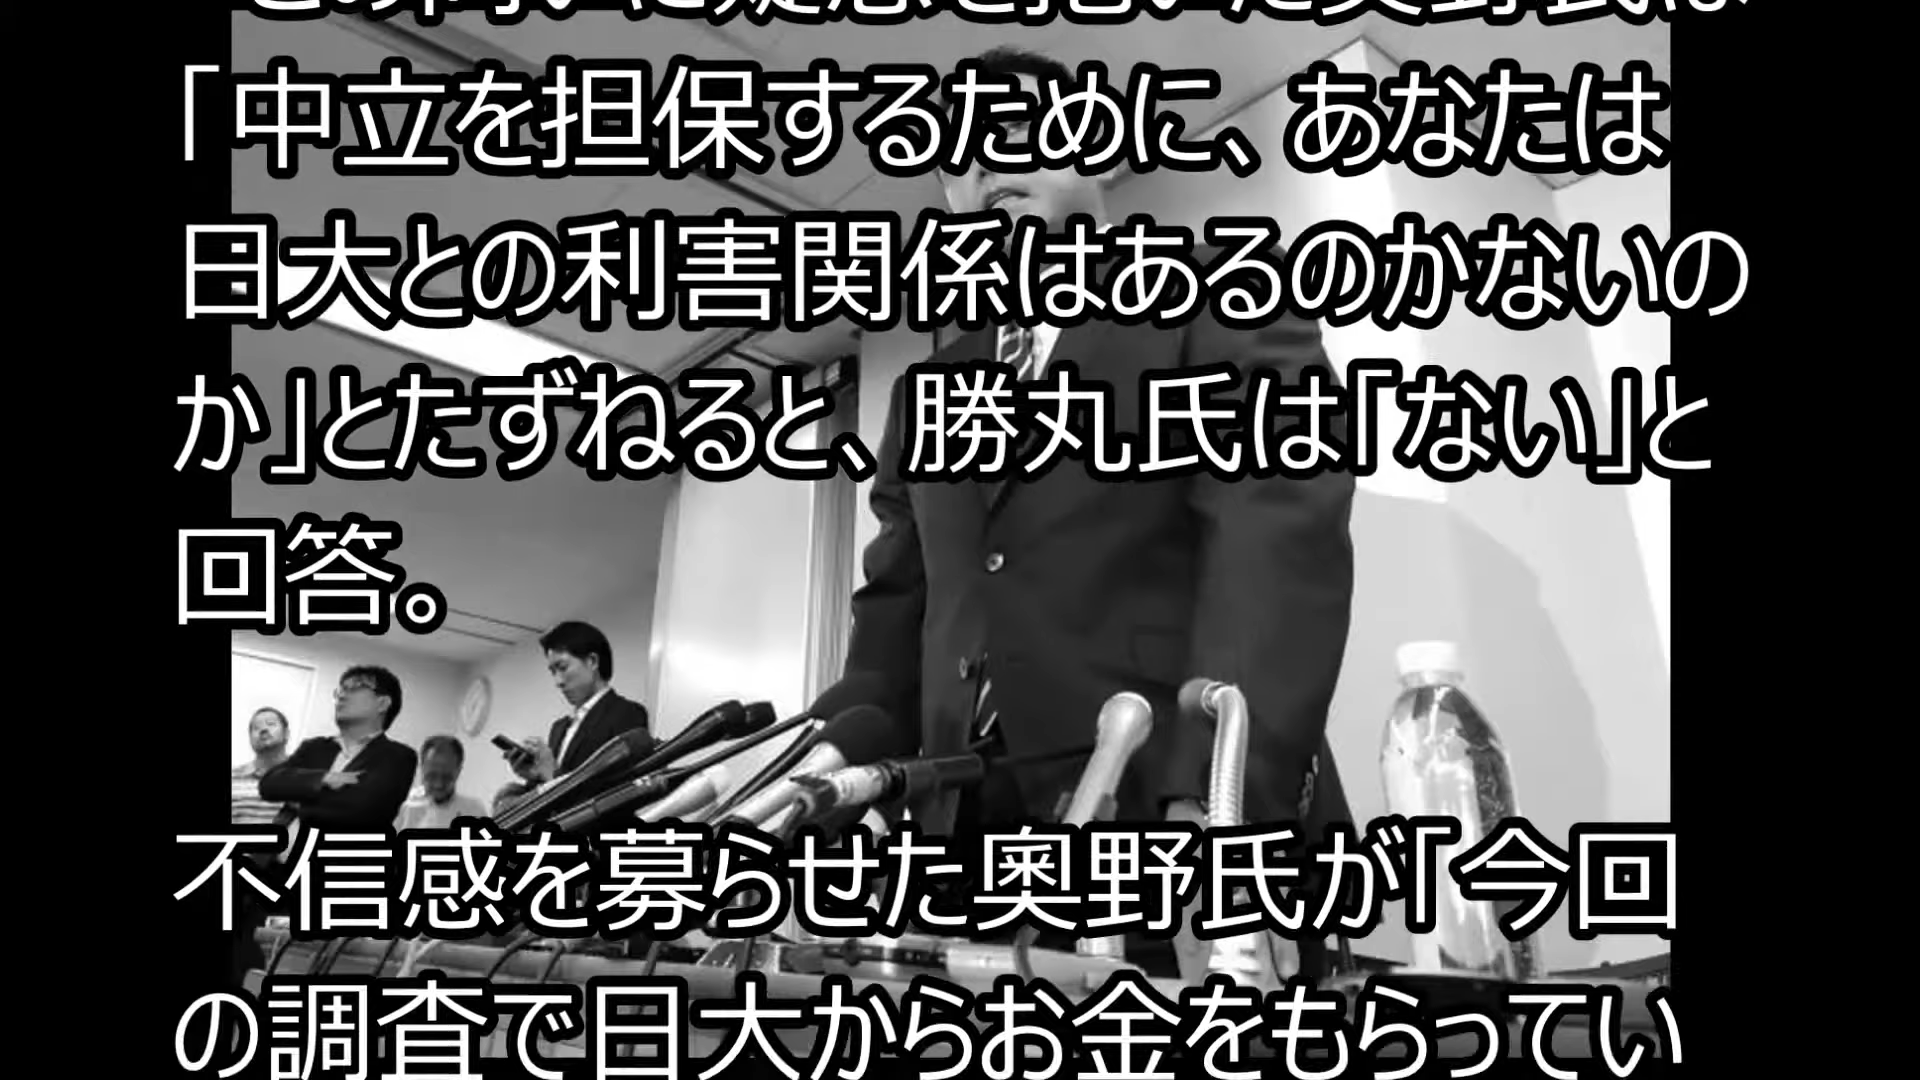 「中立を担保するために、あなたは
日大との利害関係はあるのかないの
か」とたずねると、勝丸氏は「ない」と
回答。
不信感を募らせた奥野氏が「今回
の調査で日大からお金をもらってい